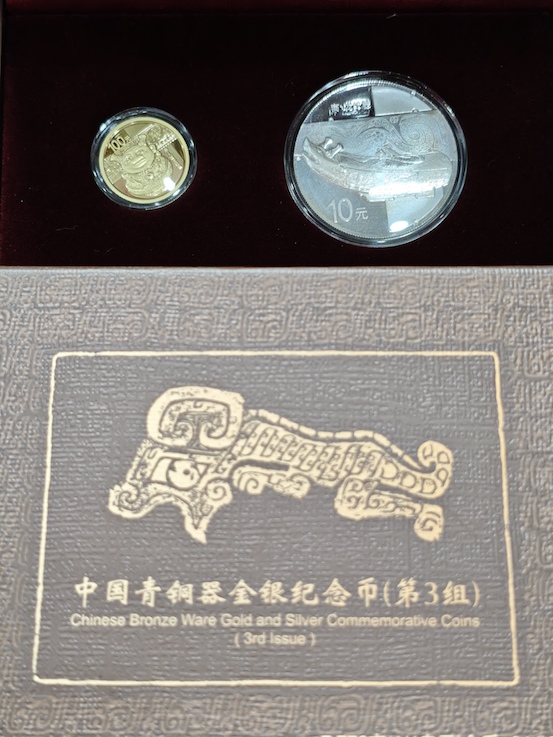 100
10元
中国青铜器金银纪念币(第3组)
Chinese Bronze Ware Gold and Silver Commemorative Coins
( 3rd Issue )